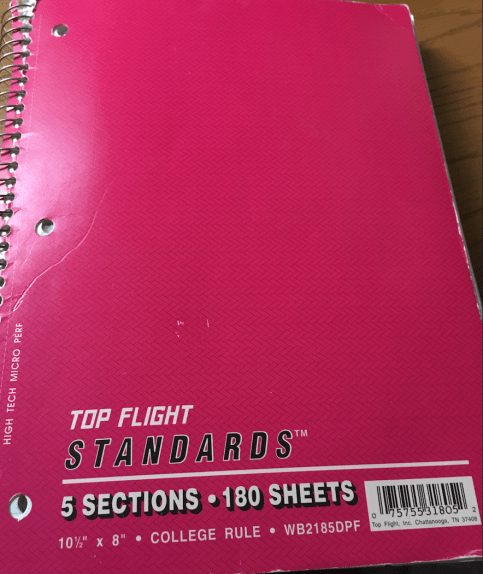 HIGH TECH MICRO PERF
TOP FLIGHT
STANDARDS™
5 SECTIONS • 180 SHEETS
10½" x 8" • COLLEGE RULE • WB2185DPF
0 75755 31805 2
Top Flight, Inc. Chattanooga, TN 37408